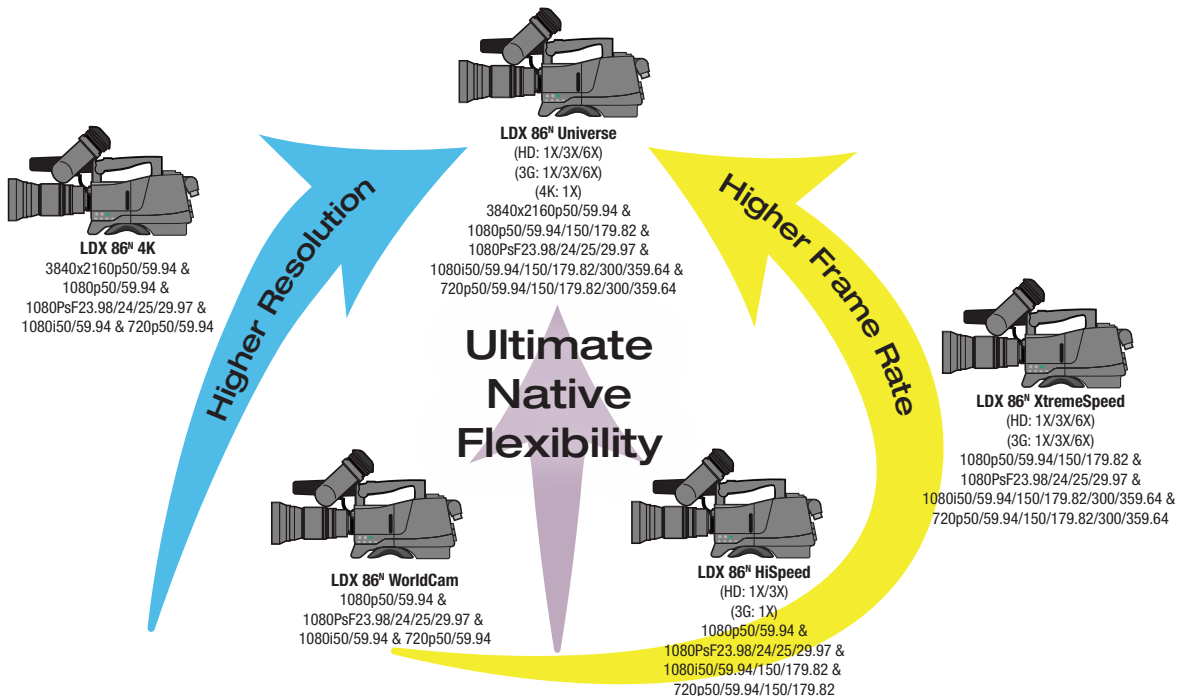 LDX 86ᴺ Universe
(HD: 1X/3X/6X)
(3G: 1X/3X/6X)
(4K: 1X)
3840x2160p50/59.94 &
1080p50/59.94/150/179.82 &
1080PsF23.98/24/25/29.97 &
1080i50/59.94/150/179.82/300/359.64 &
720p50/59.94/150/179.82/300/359.64
LDX 86ᴺ 4K
3840x2160p50/59.94 &
1080p50/59.94 &
1080PsF23.98/24/25/29.97 &
1080i50/59.94 & 720p50/59.94
Higher Resolution
Higher Frame Rate
Ultimate
Native
Flexibility
LDX 86ᴺ XtremeSpeed
(HD: 1X/3X/6X)
(3G: 1X/3X/6X)
1080p50/59.94/150/179.82 &
1080PsF23.98/24/25/29.97 &
1080i50/59.94/150/179.82/300/359.64 &
720p50/59.94/150/179.82/300/359.64
LDX 86ᴺ WorldCam
1080p50/59.94 &
1080PsF23.98/24/25/29.97 &
1080i50/59.94 & 720p50/59.94
LDX 86ᴺ HiSpeed
(HD: 1X/3X)
(3G: 1X)
1080p50/59.94 &
1080PsF23.98/24/25/29.97 &
1080i50/59.94/150/179.82 &
720p50/59.94/150/179.82